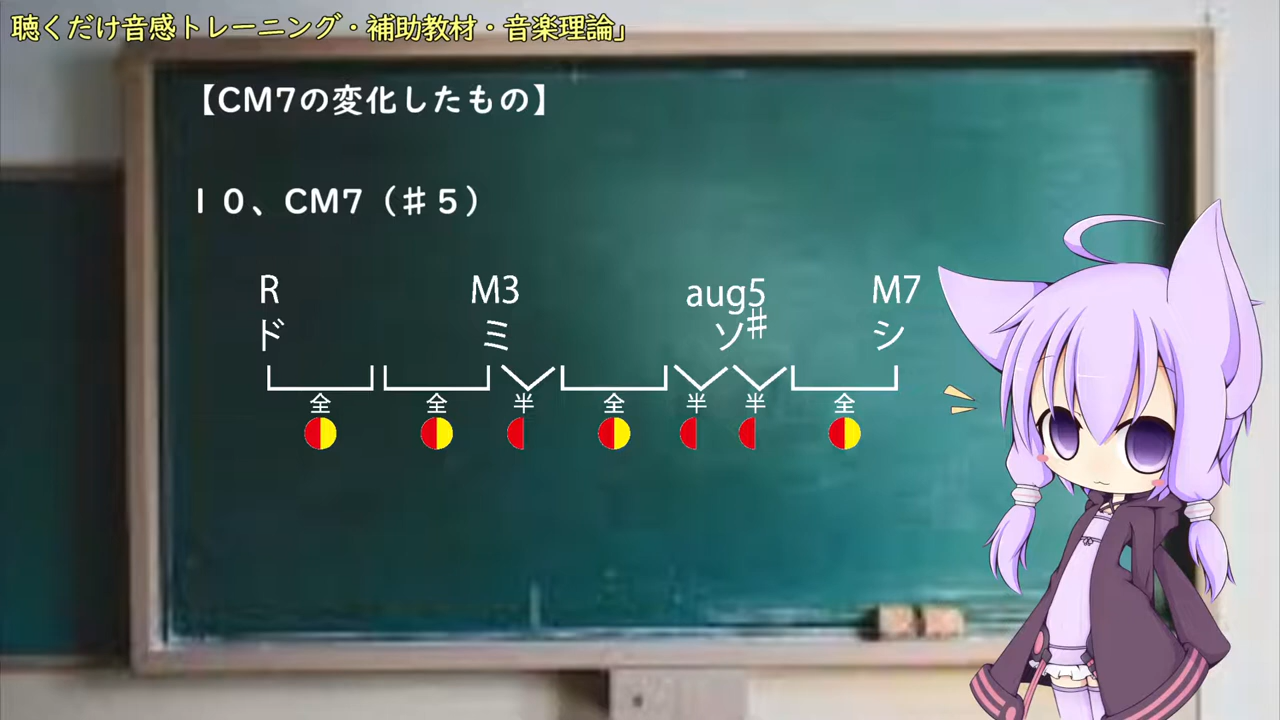 聴くだけ音感トレーニング・補助教材・音楽理論」
【CM7の変化したもの】
１０、CM7（♯５）
R M3 aug5 M7
ド ミ ソ♯ シ
全 全 半 全 半 半 全